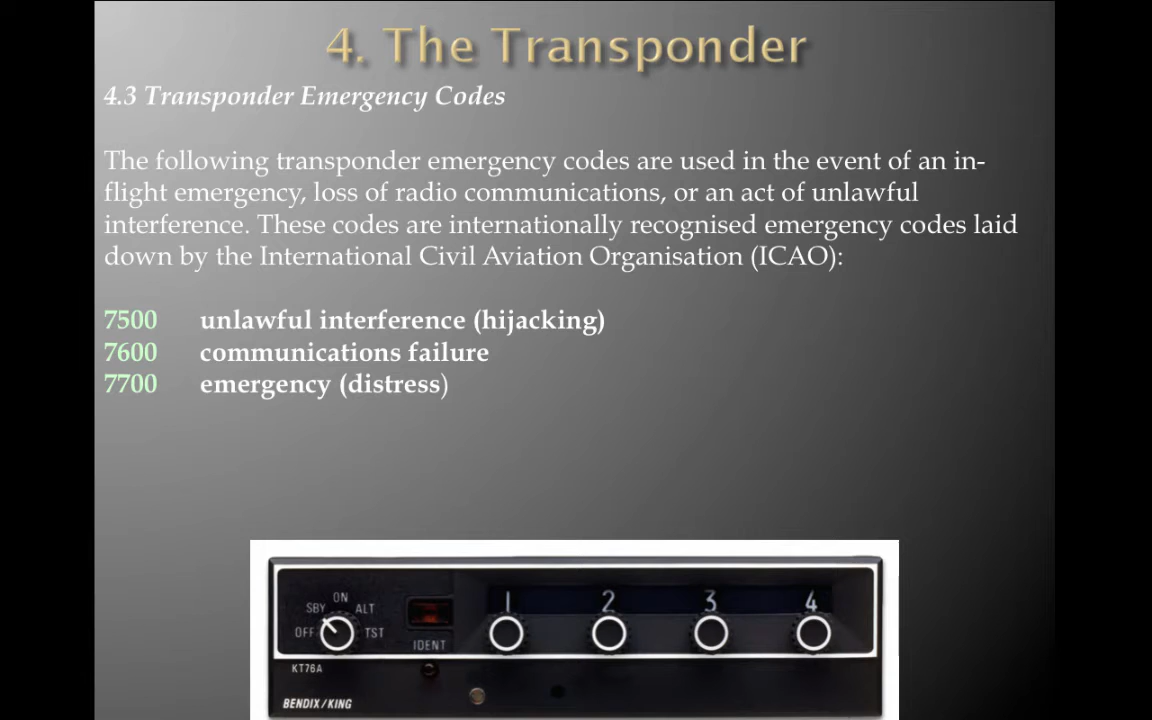 4. The Transponder
4.3 Transponder Emergency Codes
The following transponder emergency codes are used in the event of an in-
flight emergency, loss of radio communications, or an act of unlawful
interference. These codes are internationally recognised emergency codes laid
down by the International Civil Aviation Organisation (ICAO):
7500 unlawful interference (hijacking)
7600 communications failure
7700 emergency (distress)
ON
SBY ALT
OFF TST
IDENT
1 2 3 4
KT76A
BENDIX/KING